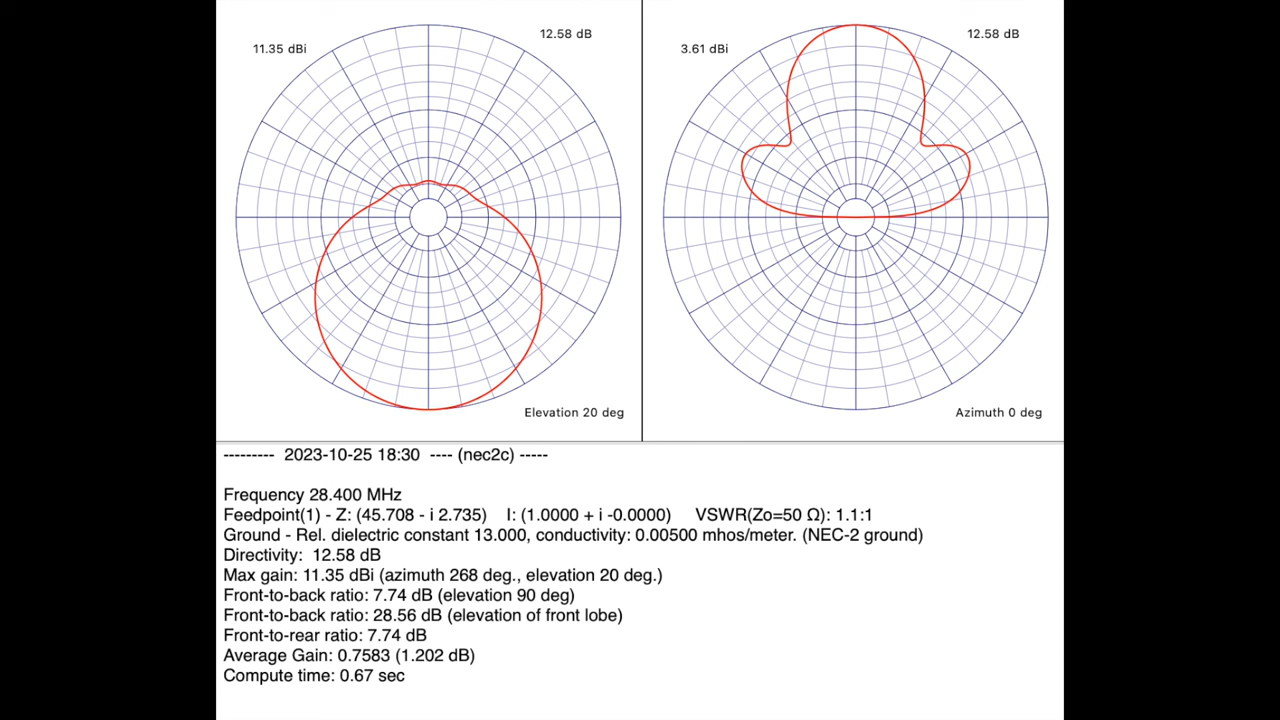 11.35 dBi
12.58 dB
Elevation 20 deg
3.61 dBi
12.58 dB
Azimuth 0 deg
--------- 2023-10-25 18:30 ---- (nec2c) -----
Frequency 28.400 MHz
Feedpoint(1) - Z: (45.708 - i 2.735) I: (1.0000 + i -0.0000) VSWR(Zo=50 Ω): 1.1:1
Ground - Rel. dielectric constant 13.000, conductivity: 0.00500 mhos/meter. (NEC-2 ground)
Directivity: 12.58 dB
Max gain: 11.35 dBi (azimuth 268 deg., elevation 20 deg.)
Front-to-back ratio: 7.74 dB (elevation 90 deg)
Front-to-back ratio: 28.56 dB (elevation of front lobe)
Front-to-rear ratio: 7.74 dB
Average Gain: 0.7583 (1.202 dB)
Compute time: 0.67 sec